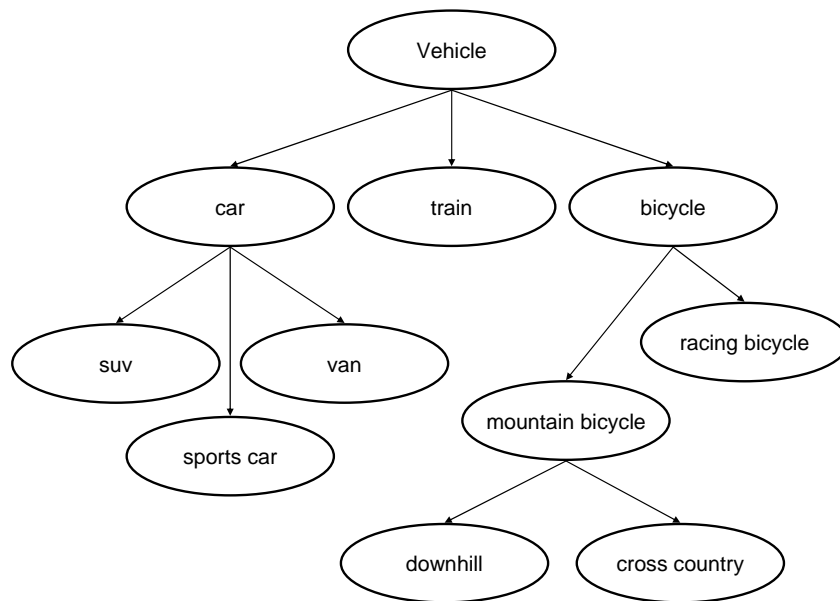 Vehicle
car
train
bicycle
suv
van
racing bicycle
sports car
mountain bicycle
downhill
cross country